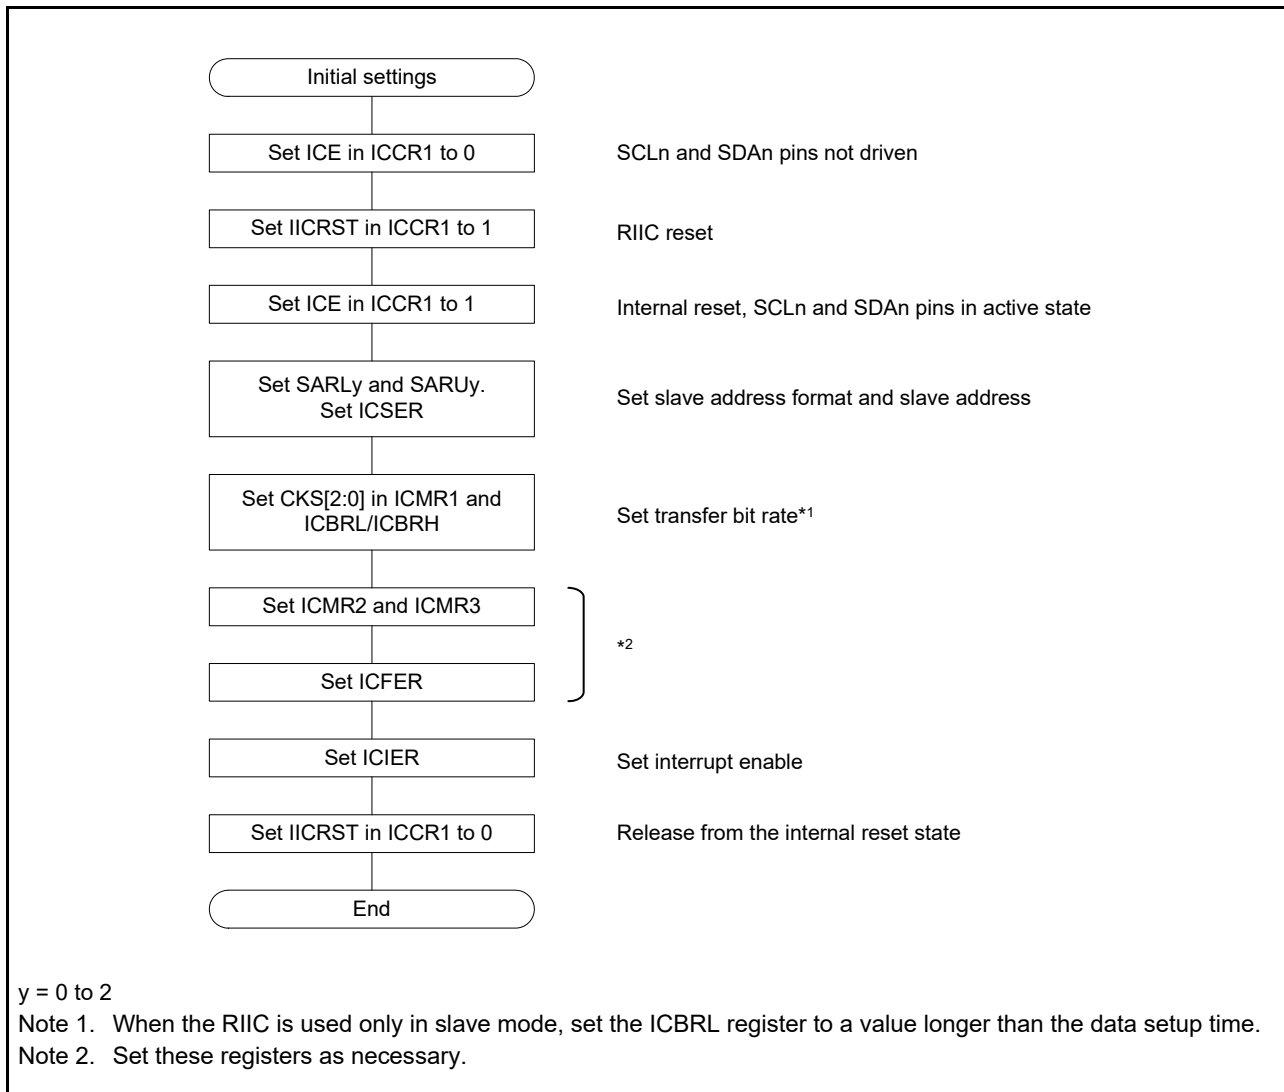 Initial settings
Set ICE in ICCR1 to 0
SCLn and SDAn pins not driven
Set IICRST in ICCR1 to 1
RIIC reset
Set ICE in ICCR1 to 1
Internal reset, SCLn and SDAn pins in active state
Set SARLy and SARUy.
Set ICSER
Set slave address format and slave address
Set CKS[2:0] in ICMR1 and
ICBRL/ICBRH
Set transfer bit rate*1
Set ICMR2 and ICMR3
*2
Set ICFER
Set ICIER
Set interrupt enable
Set IICRST in ICCR1 to 0
Release from the internal reset state
End
y = 0 to 2
Note 1. When the RIIC is used only in slave mode, set the ICBRL register to a value longer than the data setup time.
Note 2. Set these registers as necessary.